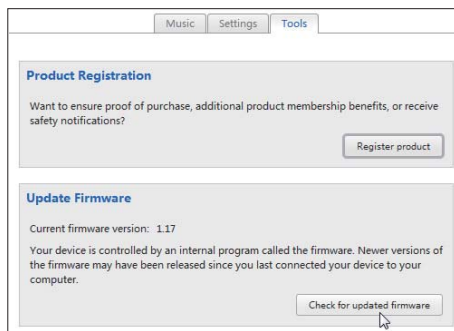 Music Settings Tools
Product Registration
Want to ensure proof of purchase, additional product membership benefits, or receive
safety notifications?
Register product
Update Firmware
Current firmware version: 1.17
Your device is controlled by an internal program called the firmware. Newer versions of
the firmware may have been released since you last connected your device to your
computer.
Check for updated firmware